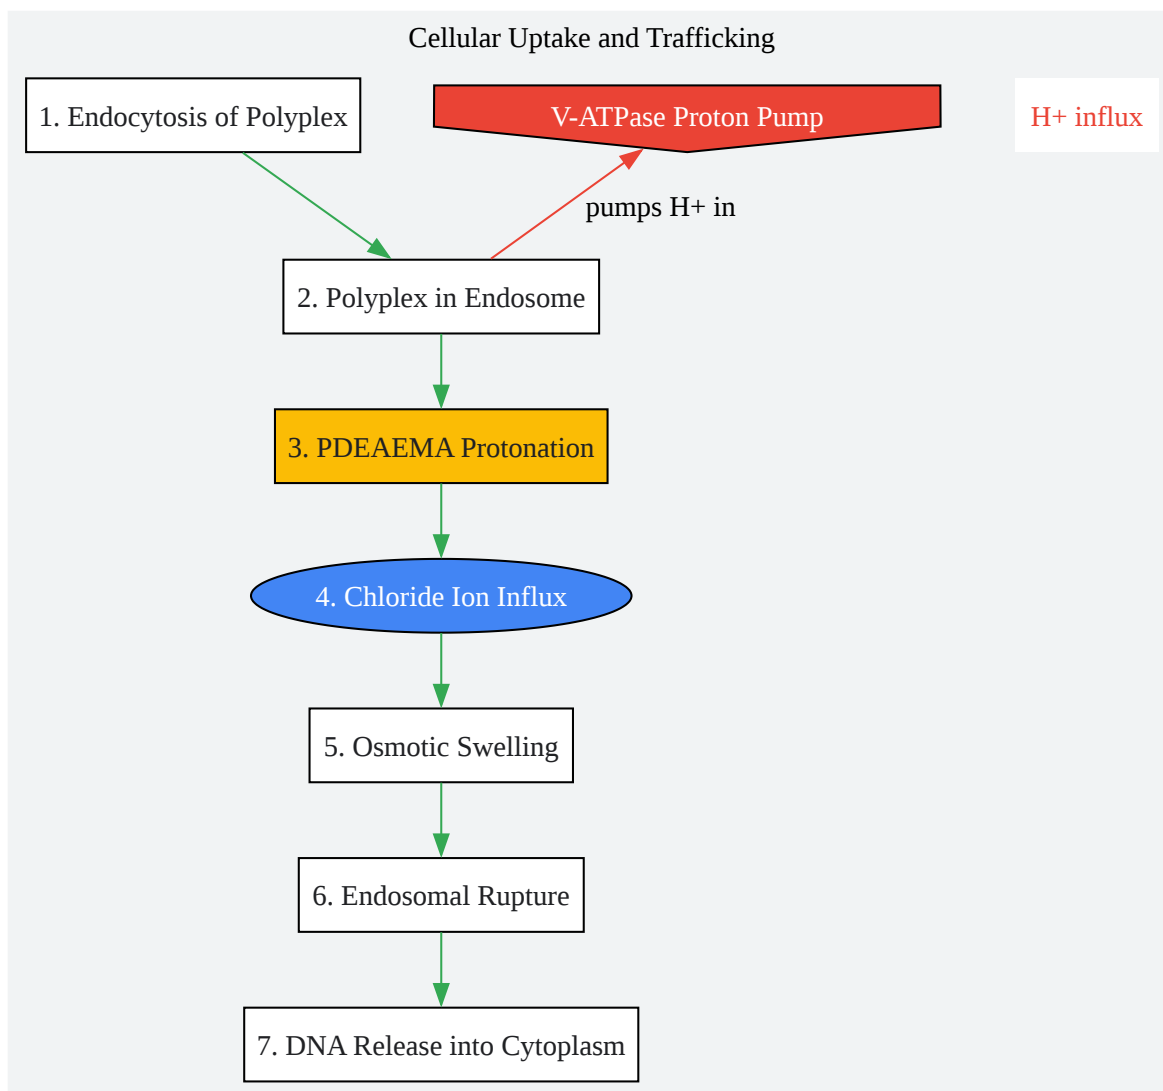 Cellular Uptake and Trafficking
1. Endocytosis of Polyplex
V-ATPase Proton Pump
H+ influx
pumps H+ in
2. Polyplex in Endosome
3. PDEAEMA Protonation
4. Chloride Ion Influx
5. Osmotic Swelling
6. Endosomal Rupture
7. DNA Release into Cytoplasm